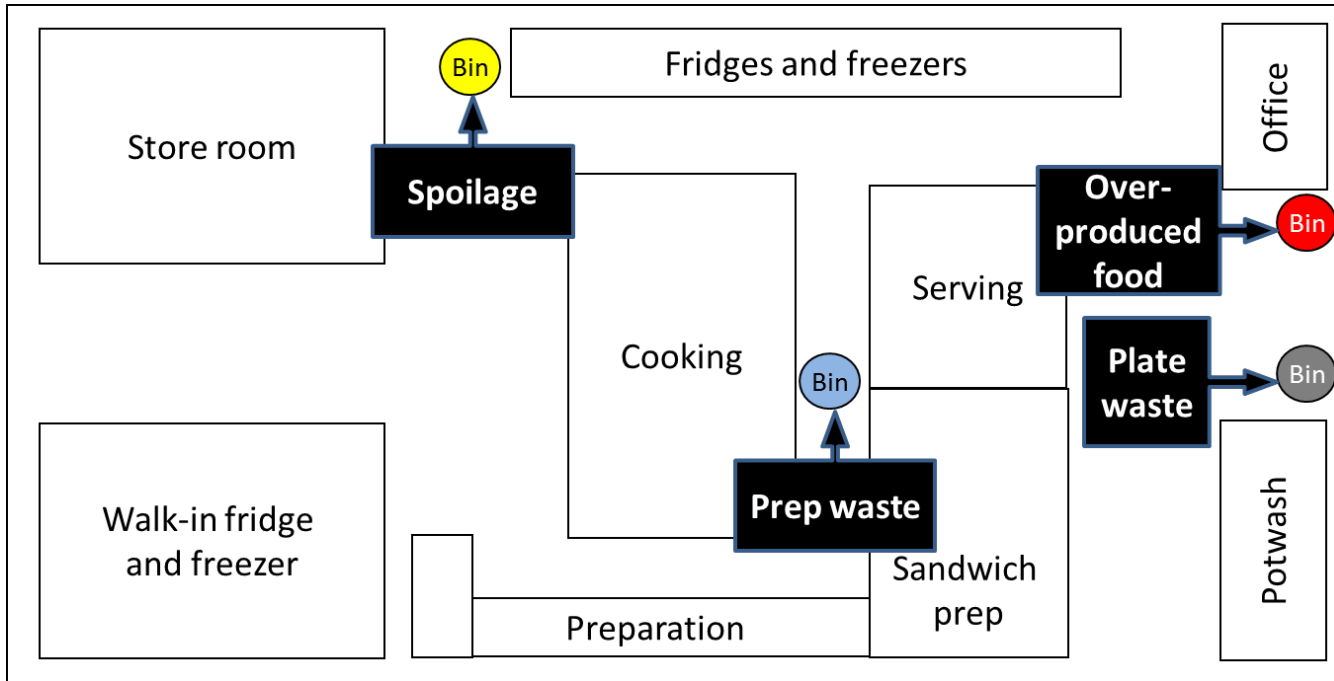 Bin
Fridges and freezers
Office
Store room
Spoilage
Over-
produced
food
Bin
Serving
Cooking
Bin
Plate
waste
Bin
Prep waste
Walk-in fridge
and freezer
Sandwich
prep
Potwash
Preparation